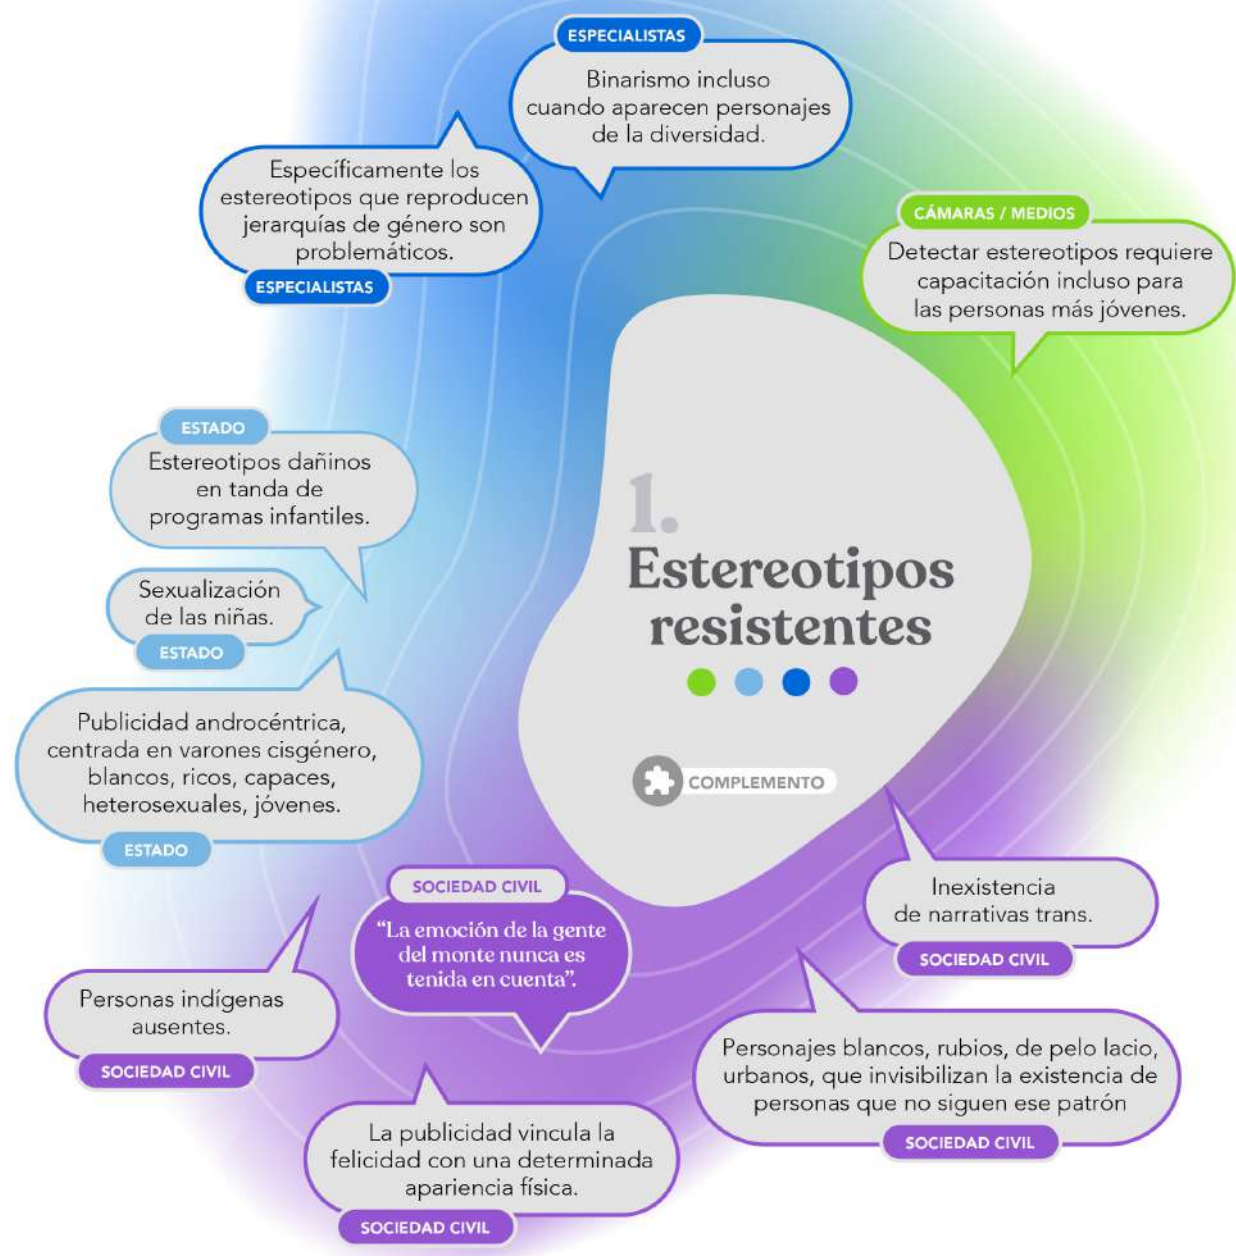 ESPECIALISTAS
Binarismo incluso
cuando aparecen personajes
de la diversidad.
Específicamente los
estereotipos que reproducen
jerarquías de género son
problemáticos.
ESPECIALISTAS
CÁMARAS / MEDIOS
Detectar estereotipos requiere
capacitación incluso para
las personas más jóvenes.
ESTADO
Estereotipos dañinos
en tanda de
programas infantiles.
Sexualización
de las niñas.
ESTADO
Publicidad androcéntrica,
centrada en varones cisgénero,
blancos, ricos, capaces,
heterosexuales, jóvenes.
ESTADO
1.
Estereotipos
resistentes
COMPLEMENTO
SOCIEDAD CIVIL
“La emoción de la gente
del monte nunca es
tenida en cuenta”.
Inexistencia
de narrativas trans.
SOCIEDAD CIVIL
Personas indígenas
ausentes.
SOCIEDAD CIVIL
Personajes blancos, rubios, de pelo lacio,
urbanos, que invisibilizan la existencia de
personas que no siguen ese patrón
SOCIEDAD CIVIL
La publicidad vincula la
felicidad con una determinada
apariencia física.
SOCIEDAD CIVIL